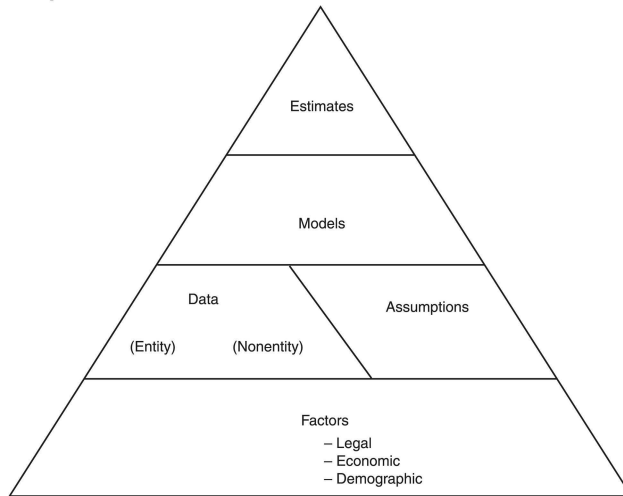 Estimates
Models
Data
Assumptions
(Entity) (Nonentity)
Factors
– Legal
– Economic
– Demographic